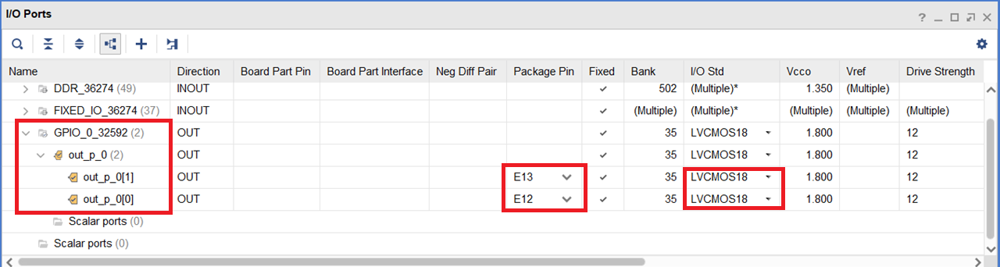 I/O Ports
Name Direction Board Part Pin Board Part Interface Neg Diff Pair Package Pin Fixed Bank I/O Std Vcco Vref Drive Strength
DDR_36274 (49) INOUT 502 (Multiple)* 1.350 (Multiple)
FIXED_IO_36274 (37) INOUT (Multiple) (Multiple)* (Multiple) (Multiple) (Multiple)
GPIO_0_32592 (2) OUT 35 LVCMOS18 1.800 12
out_p_0 (2) OUT 35 LVCMOS18 1.800 12
out_p_0[1] OUT E13 35 LVCMOS18 1.800 12
out_p_0[0] OUT E12 35 LVCMOS18 1.800 12
Scalar ports (0)
Scalar ports (0)